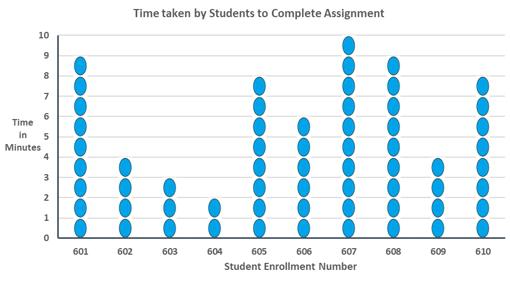 Time taken by Students to Complete Assignment
10
9
8
7
6
5
4
3
2
1
0
Time
in
Minutes
601 602 603 604 605 606 607 608 609 610
Student Enrollment Number